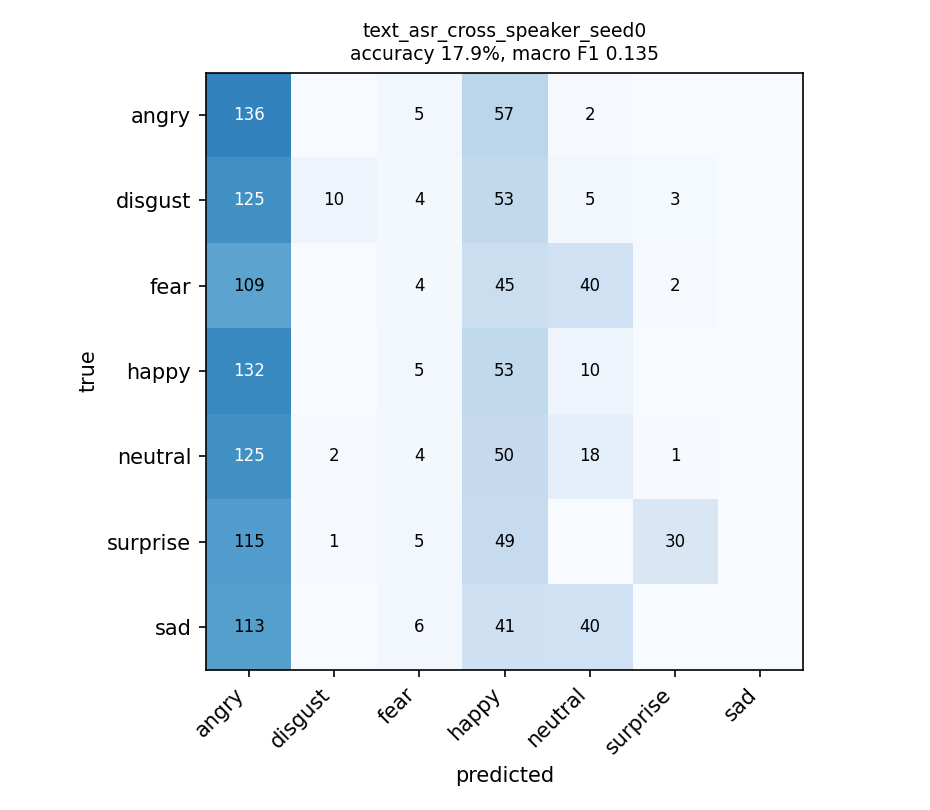 text_asr_cross_speaker_seed0
accuracy 17.9%, macro F1 0.135
angry 136 5 57 2
disgust 125 10 4 53 5 3
fear 109 4 45 40 2
happy 132 5 53 10
neutral 125 2 4 50 18 1
surprise 115 1 5 49 30
sad 113 6 41 40
true
angry disgust fear happy neutral surprise sad
predicted